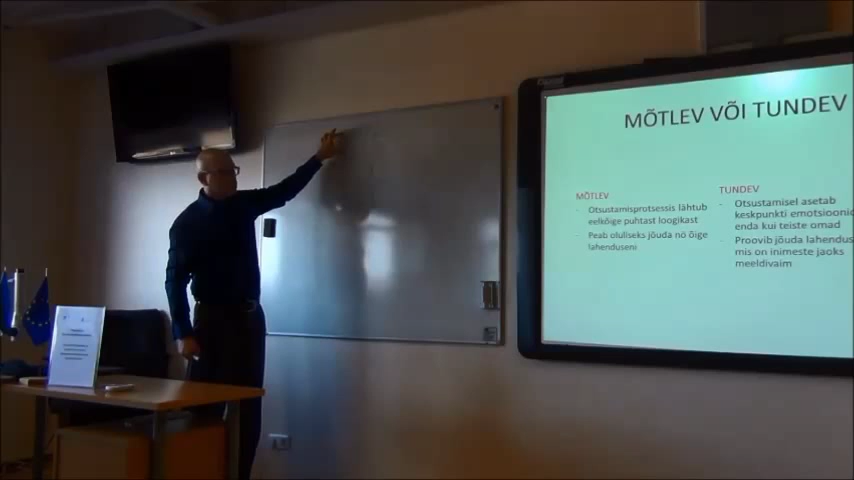 MÕTLEV VÕI TUNDEV
MÕTLEV
- Otsustamisprotsessis lähtub
eelkõige puhtast loogikast
- Peab oluliseks jõuda nö õige
lahenduseni
TUNDEV
- Otsustamisel asetab
keskpunkti emotsioonid
enda kui teiste omad
- Proovib jõuda lahendus
mis on inimeste jaoks
meeldivaim